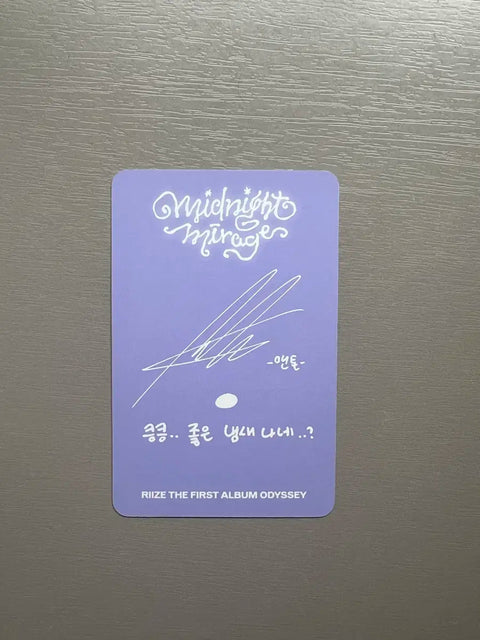 midnight
mirage
-앤톤-
킁킁.. 좋은 냄새 나네..?
RIIZE THE FIRST ALBUM ODYSSEY